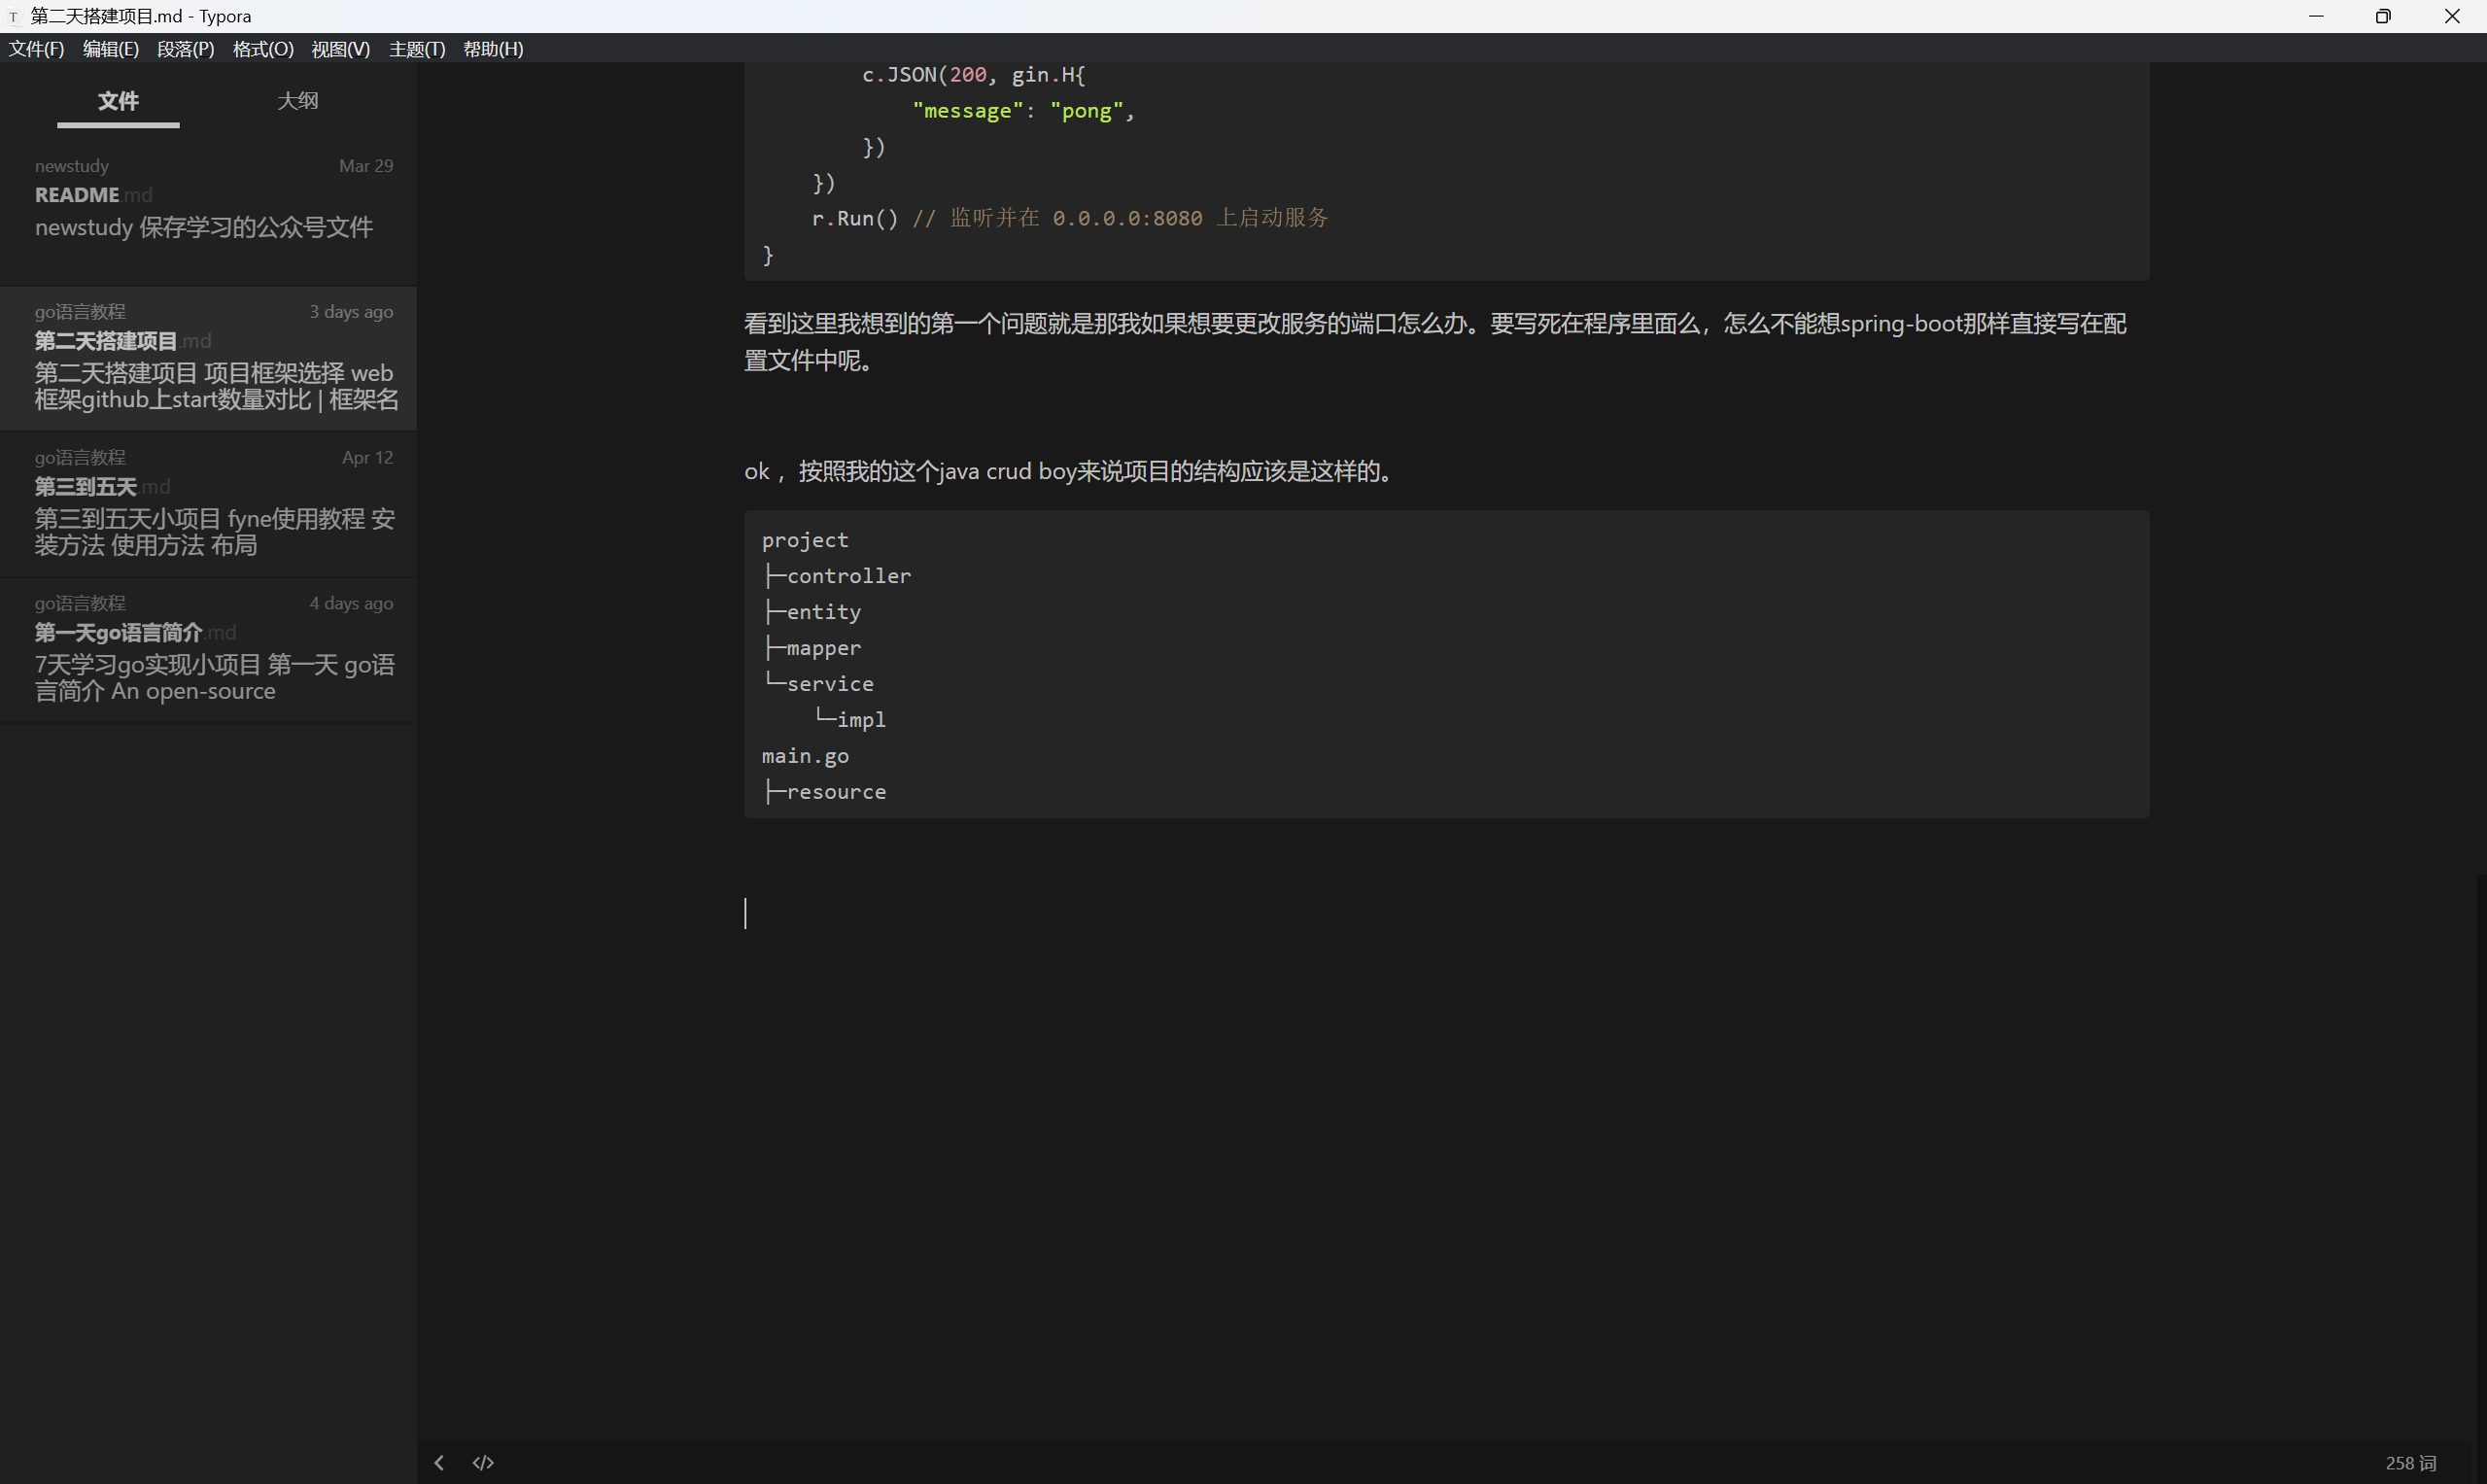 第二天搭建项目.md - Typora
文件(F) 编辑(E) 段落(P) 格式(O) 视图(V) 主题(T) 帮助(H)
文件 大纲
newstudy Mar 29
README.md
newstudy 保存学习的公众号文件
go语言教程 3 days ago
第二天搭建项目.md
第二天搭建项目 项目框架选择 web
框架github上start数量对比 | 框架名
go语言教程 Apr 12
第三到五天.md
第三到五天小项目 fyne使用教程 安
装方法 使用方法 布局
go语言教程 4 days ago
第一天go语言简介.md
7天学习go实现小项目 第一天 go语
言简介 An open-source
c.JSON(200, gin.H{
"message": "pong",
})
})
r.Run() // 监听并在 0.0.0.0:8080 上启动服务
}
看到这里我想到的第一个问题就是那我如果想要更改服务的端口怎么办。要写死在程序里面么，怎么不能想spring-boot那样直接写在配
置文件中呢。
ok ，按照我的这个java crud boy来说项目的结构应该是这样的。
project
├─controller
├─entity
├─mapper
└─service
    └─impl
main.go
├─resource
258 词